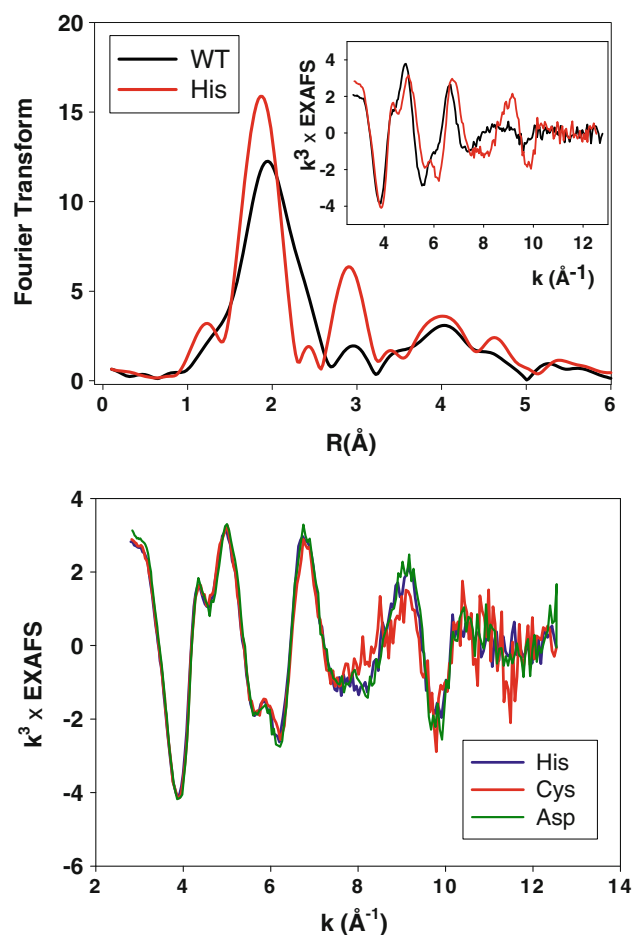 20
15
10
5
0
Fourier Transform
WT
His
4
2
0
-2
-4
k³ x EXAFS
4 6 8 10 12
k (Å⁻¹)
0 1 2 3 4 5 6
R(Å)
4
2
0
-2
-4
-6
k³ x EXAFS
His
Cys
Asp
2 4 6 8 10 12 14
k (Å⁻¹)